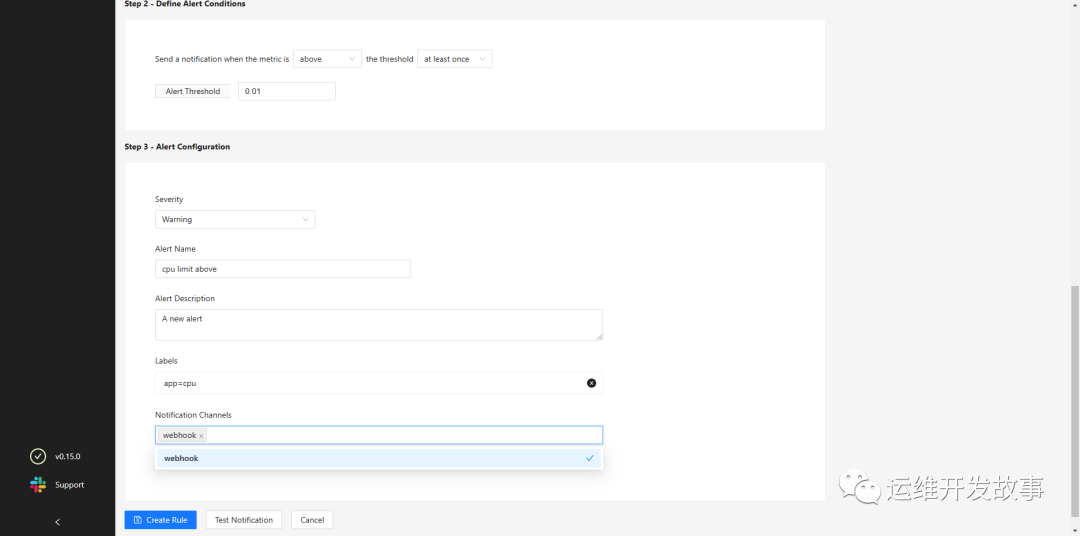 Step 2 - Define Alert Conditions
Send a notification when the metric is above the threshold at least once
Alert Threshold 0.01
Step 3 - Alert Configuration
Severity
Warning
Alert Name
cpu limit above
Alert Description
A new alert
Labels
app=cpu
Notification Channels
webhook x
webhook
v0.15.0
Support
Create Rule Test Notification Cancel
运维开发故事